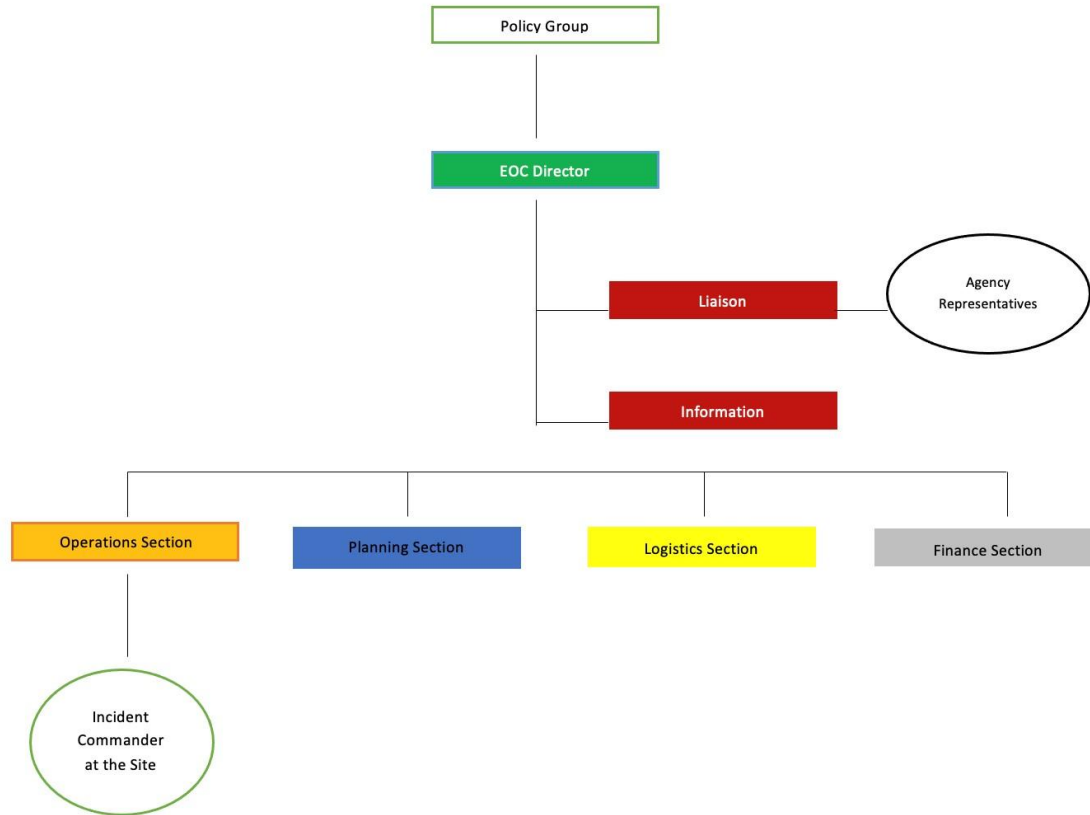 Policy Group
EOC Director
Liaison
Agency
Representatives
Information
Operations Section
Planning Section
Logistics Section
Finance Section
Incident
Commander
at the Site